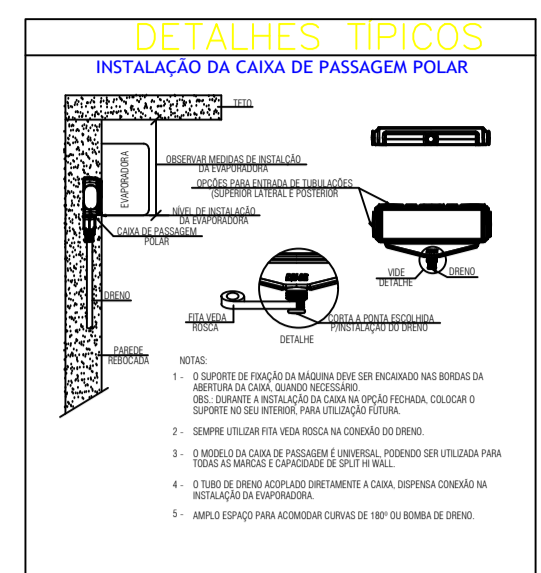 DETALHES TÍPICOS
INSTALAÇÃO DA CAIXA DE PASSAGEM POLAR
TETO
EVAPORADORA
OBSERVAR MEDIDAS DE INSTALÇÃO
DA EVAPORADORA
OPÇÕES PARA ENTRADA DE TUBULAÇÕES
(SUPERIOR LATERAL E POSTERIOR
NÍVEL DE INSTALAÇÃO
DA EVAPORADORA
CAIXA DE PASSAGEM
POLAR
VIDE
DETALHE
DRENO
DRENO
FITA VEDA
ROSCA
CORTA A PONTA ESCOLHIDA
P/INSTALAÇÃO DO DRENO
DETALHE
PAREDE
REBOCADA
NOTAS:
1 - O SUPORTE DE FIXAÇÃO DA MÁQUINA DEVE SER ENCAIXADO NAS BORDAS DA
ABERTURA DA CAIXA, QUANDO NECESSÁRIO.
OBS.: DURANTE A INSTALAÇÃO DA CAIXA NA OPÇÃO FECHADA, COLOCAR O
SUPORTE NO SEU INTERIOR, PARA UTILIZAÇÃO FUTURA.
2 - SEMPRE UTILIZAR FITA VEDA ROSCA NA CONEXÃO DO DRENO.
3 - O MODELO DA CAIXA DE PASSAGEM É UNIVERSAL, PODENDO SER UTILIZADA PARA
TODAS AS MARCAS E CAPACIDADE DE SPLIT HI WALL.
4 - O TUBO DE DRENO ACOPLADO DIRETAMENTE A CAIXA, DISPENSA CONEXÃO NA
INSTALAÇÃO DA EVAPORADORA.
5 - AMPLO ESPAÇO PARA ACOMODAR CURVAS DE 180º OU BOMBA DE DRENO.